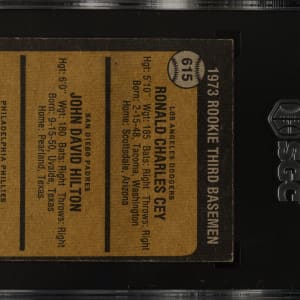 615
1973 ROOKIE THIRD BASEMEN
LOS ANGELES DODGERS
RONALD CHARLES CEY
Hgt: 5'10" Wgt: 185 Bats: Right Throws: Right
Born: 2-15-48, Tacoma, Washington
Home: Scottsdale, Arizona
SAN DIEGO PADRES
JOHN DAVID HILTON
Hgt: 6'0" Wgt: 180 Bats: Right Throws: Right
Born: 9-15-50, Uvalde, Texas
Home: Pearland, Texas
PHILADELPHIA PHILLIES
SGC